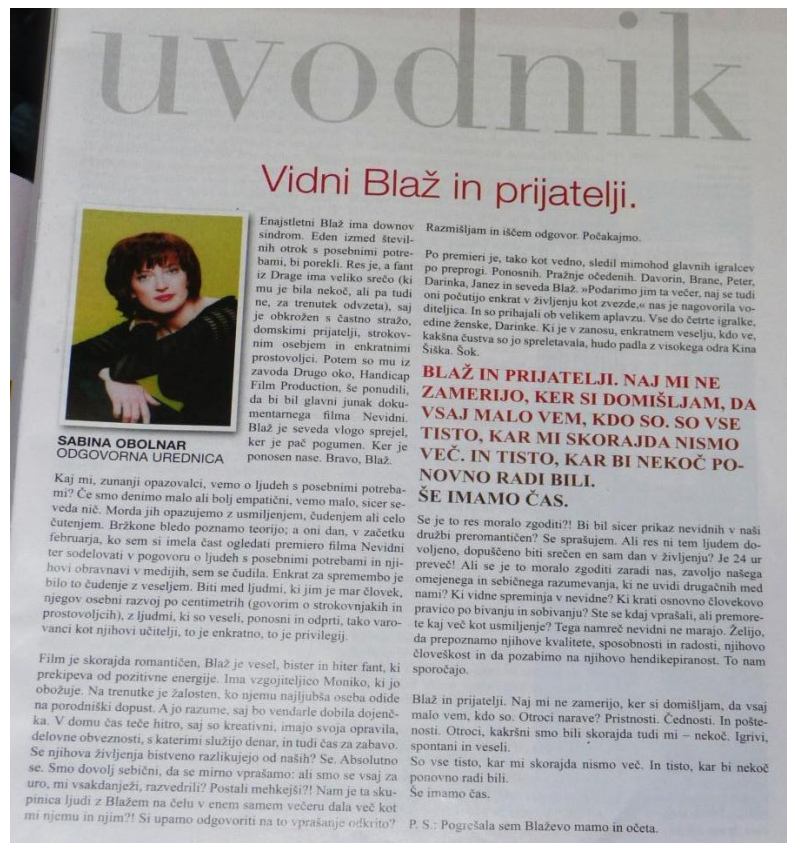 uvodnik
Vidni Blaž in prijatelji.
Enajstletni Blaž ima downov
sindrom. Eden izmed števil-
nih otrok s posebnimi potre-
bami, bi porekli. Res je, a fant
iz Drage ima veliko srečo (ki
mu je bila nekoč, ali pa tudi
ne, za trenutek odvzeta), saj
je obkrožen s častno stražo,
domskimi prijatelji, strokov-
nim osebjem in enkratnimi
prostovoljci. Potem so mu iz
zavoda Drugo oko, Handicap
Film Production, še ponudili,
da bi bil glavni junak doku-
mentarnega filma Nevidni.
Blaž je seveda vlogo sprejel,
ker je pač pogumen. Ker je
ponosen nase. Bravo, Blaž.
SABINA OBOLNAR
ODGOVORNA UREDNICA
Kaj mi, zunanji opazovalci, vemo o ljudeh s posebnimi potreba-
mi? Če smo denimo mali ali bolj empatični, vemo malo, sicer se-
veda nič. Morda jih opazujemo z usmiljenjem, čudenjem ali celo
čutenjem. Bržkone bledo poznamo teorijo; a oni dan, v začetku
februarja, ko sem si imela čast ogledati premiero filma Nevidni
ter sodelovati v pogovoru o ljudeh s posebnimi potrebami in nji-
hovi obravnavi v medijih, sem se čudila. Enkrat za spremembo je
bilo to čudenje z veseljem. Biti med ljudmi, ki jim je mar človek,
njegov osebni razvoj po centimetrih (govorim o strokovnjakih in
prostovoljcih), z ljudmi, ki so veseli, ponosni in odprti, tako varo-
vanci kot njihovi učitelji, to je enkratno, to je privilegij.
Film je skorajda romantičen, Blaž je vesel, bister in hiter fant, ki
prekipeva od pozitivne energije. Ima vzgojiteljico Moniko, ki jo
obožuje. Na trenutke je žalosten, ko njemu najljubša oseba odide
na porodniški dopust. A jo razume, saj bo vendarle dobila dojenč-
ka. V domu čas teče hitro, saj so kreativni, imajo svoja opravila,
delovne obveznosti, s katerimi služijo denar, in tudi čas za zabavo.
Se njihova življenja bistveno razlikujejo od naših? Se. Absolutno
se. Smo dovolj sebični, da se mirno vprašamo: ali smo se vsaj za
uro, mi vsakdanježi, razvedrili? Postali mehkejši?! Nam je ta sku-
pinica ljudi z Blažem na čelu v enem samem večeru dala več kot
mi njemu in njim?! Si upamo odgovoriti na to vprašanje odkrito?
Razmišljam in iščem odgovor. Počakajmo.
Po premieri je, tako kot vedno, sledil mimohod glavnih igralcev
po preprogi. Ponosnih. Pražnje očedenih. Davorin, Brane, Peter,
Darinka, Janez in seveda Blaž. »Podarimo jim ta večer, naj se tudi
oni počutijo enkrat v življenju kot zvezde,« nas je nagovorila vo-
diteljica. In so prihajali ob velikem aplavzu. Vse do četrte igralke,
edine ženske, Darinke. Ki je v zanosu, enkratnem veselju, kdo ve,
kakšna čustva so jo spreletavala, hudo padla z visokega odra Kina
Šiška. Šok.
BLAŽ IN PRIJATELJI. NAJ MI NE
ZAMERIJO, KER SI DOMIŠLJAM, DA
VSAJ MALO VEM, KDO SO. SO VSE
TISTO, KAR MI SKORAJDA NISMO
VEČ. IN TISTO, KAR BI NEKOČ PO-
NOVNO RADI BILI.
ŠE IMAMO ČAS.
Se je to res moralo zgoditi?! Bi bil sicer prikaz nevidnih v naši
družbi preromantičen? Se sprašujem. Ali res ni tem ljudem do-
voljeno, dopuščeno biti srečen en sam dan v življenju? Je 24 ur
preveč! Ali se je to moralo zgoditi zaradi nas, zavoljo našega
omejenega in sebičnega razumevanja, ki ne uvidi drugačnih med
nami? Ki vidne spreminja v nevidne? Ki krati osnovno človekovo
pravico po bivanju in sobivanju? Ste se kdaj vprašali, ali premore-
te kaj več kot usmiljenje? Tega namreč nevidni ne marajo. Želijo,
da prepoznamo njihove kvalitete, sposobnosti in radosti, njihovo
človeškost in da pozabimo na njihovo hendikepiranost. To nam
sporočajo.
Blaž in prijatelji. Naj mi ne zamerijo, ker si domišljam, da vsaj
malo vem, kdo so. Otroci narave? Pristnosti. Čednosti. In pošte-
nosti. Otroci, kakršni smo bili skorajda tudi mi – nekoč. Igrivi,
spontani in veseli.
So vse tisto, kar mi skorajda nismo več. In tisto, kar bi nekoč
ponovno radi bili.
Še imamo čas.
P. S.: Pogrešala sem Blaževo mamo in očeta.